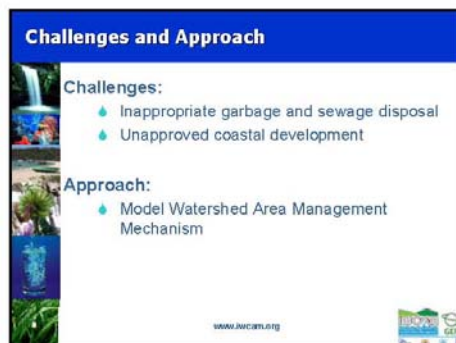 Challenges and Approach
Challenges:
Inappropriate garbage and sewage disposal
Unapproved coastal development
Approach:
Model Watershed Area Management
Mechanism
www.iwcam.org